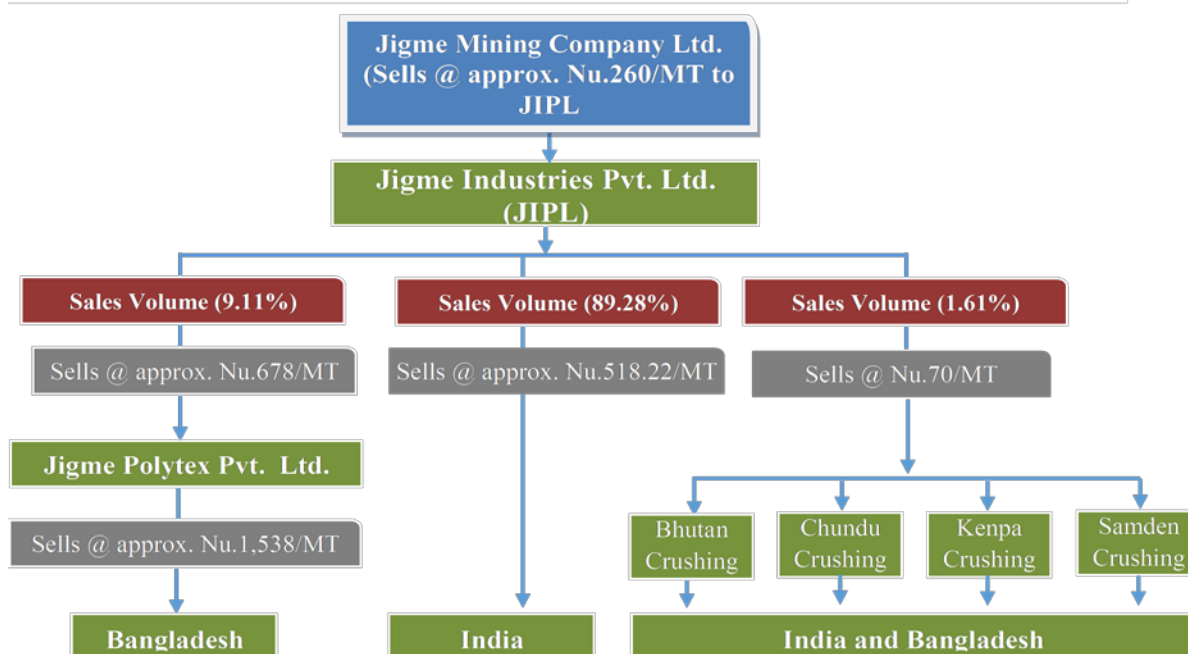 Jigme Mining Company Ltd.
(Sells @ approx. Nu.260/MT to
JIPL
Jigme Industries Pvt. Ltd.
(JIPL)
Sales Volume (9.11%)
Sales Volume (89.28%)
Sales Volume (1.61%)
Sells @ approx. Nu.678/MT
Sells @ approx. Nu.518.22/MT
Sells @ Nu.70/MT
Jigme Polytex Pvt. Ltd.
Sells @ approx. Nu.1,538/MT
Bhutan
Crushing
Chundu
Crushing
Kenpa
Crushing
Samden
Crushing
Bangladesh
India
India and Bangladesh